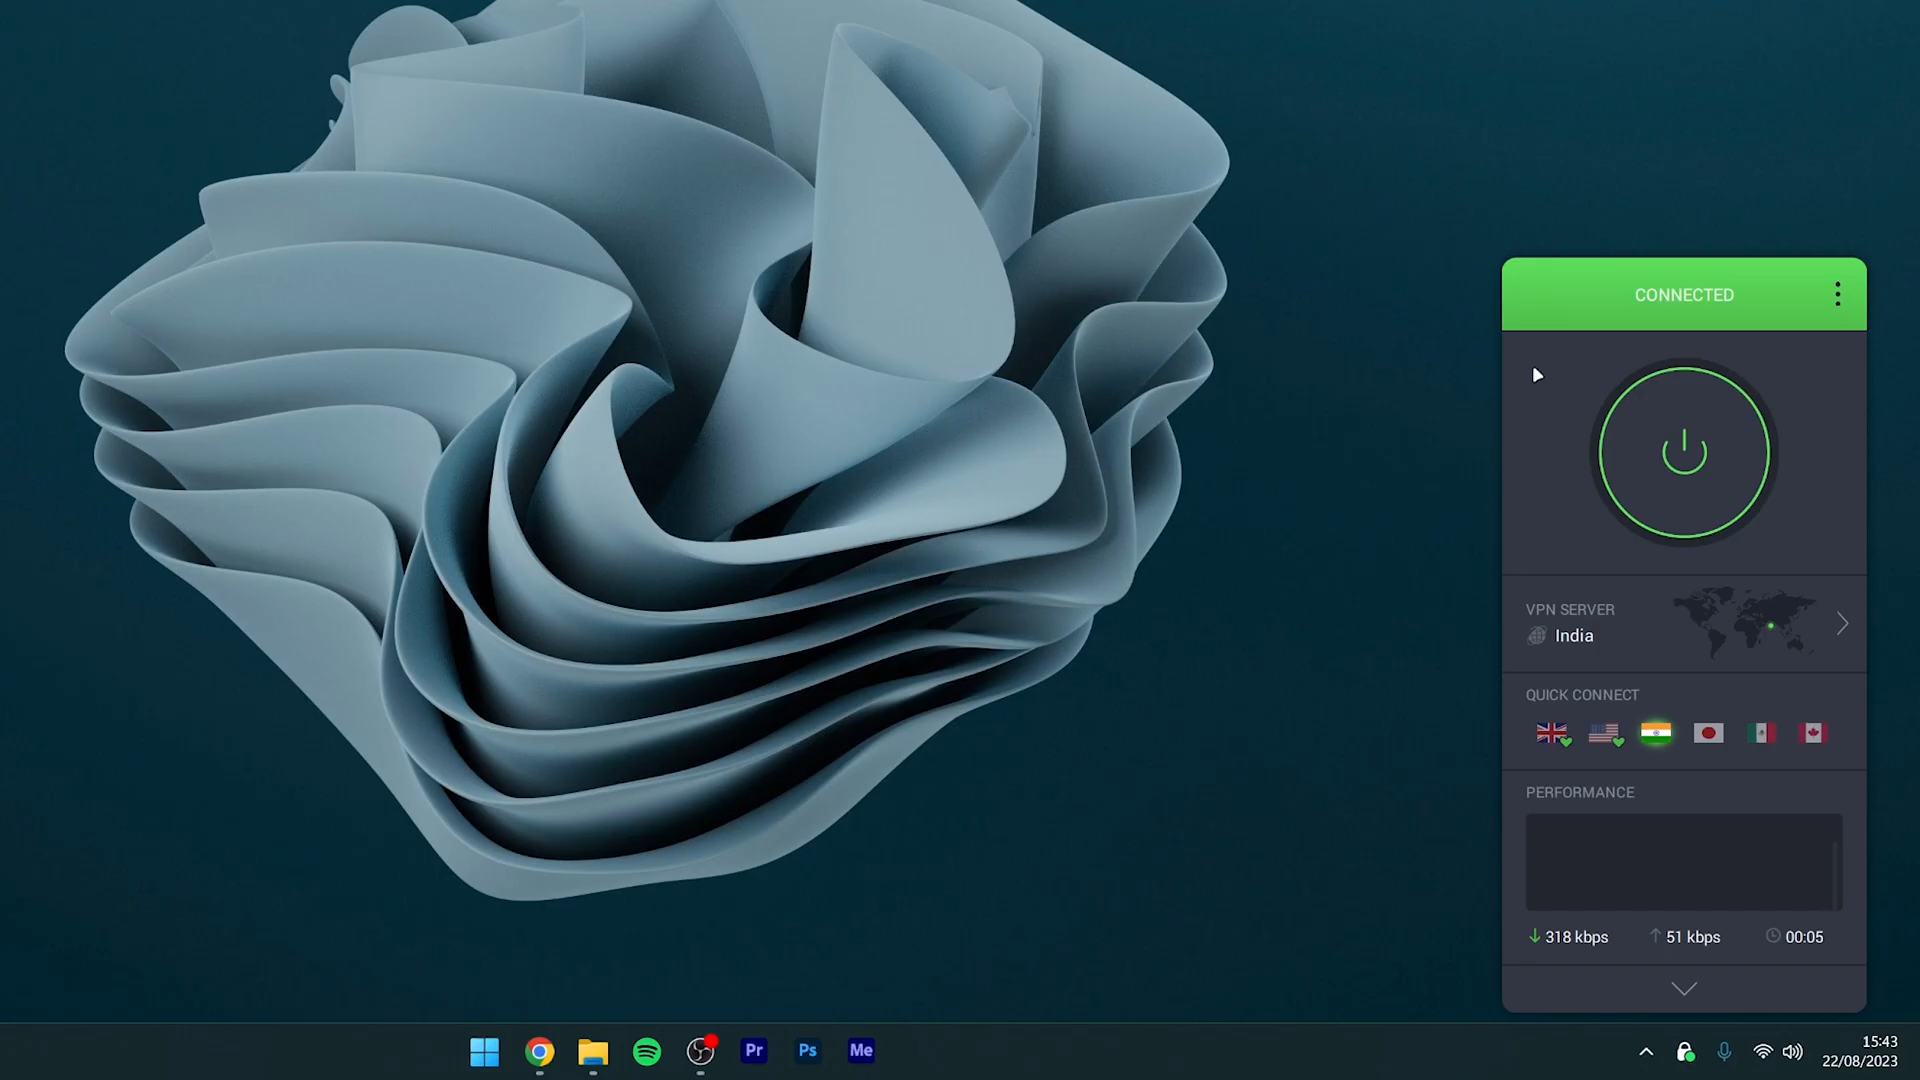 CONNECTED
VPN SERVER
India
QUICK CONNECT
PERFORMANCE
318 kbps
51 kbps
00:05
Pr
Ps
Me
15:43
22/08/2023